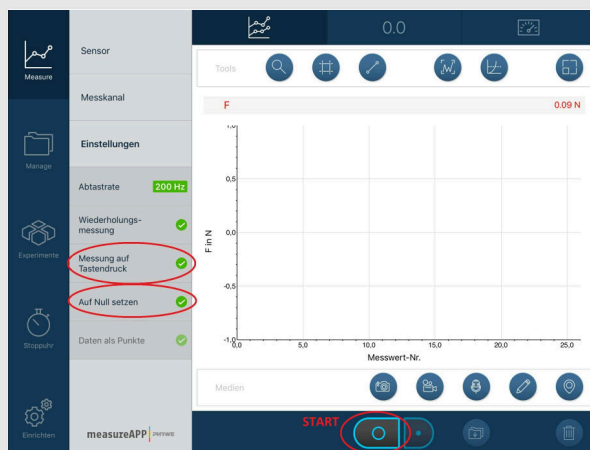 0.0
Measure
Manage
Experimente
Stoppuhr
Einrichten
Sensor
Messkanal
Einstellungen
Abtastrate 200 Hz
Wiederholungs-
messung
Messung auf
Tastendruck
Auf Null setzen
Daten als Punkte
measureAPP PHYWE
Tools
F 0.09 N
1,0
0,5
0,0
-0,5
-1,0
F in N
0,0 5,0 10,0 15,0 20,0 25,0
Messwert-Nr.
Medien
START